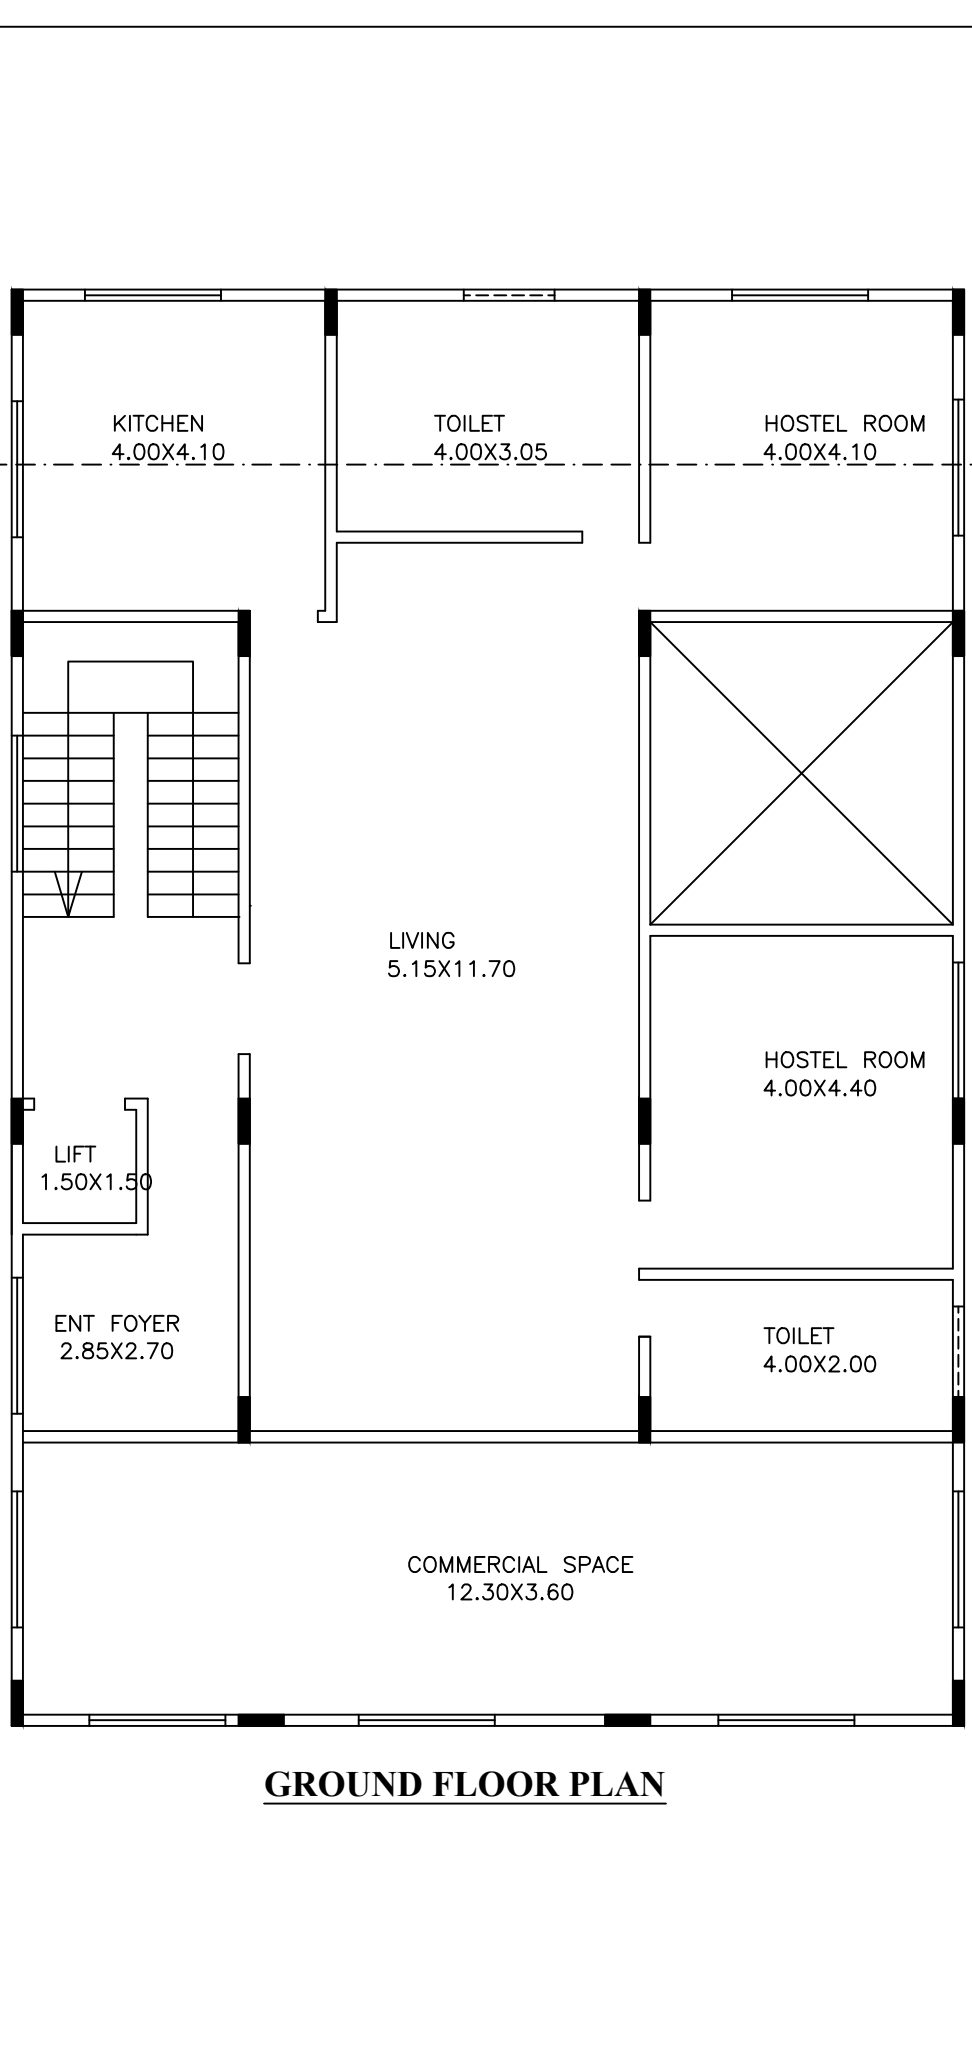 KITCHEN
4.00X4.10
TOILET
4.00X3.05
HOSTEL ROOM
4.00X4.10
LIVING
5.15X11.70
HOSTEL ROOM
4.00X4.40
LIFT
1.50X1.50
ENT FOYER
2.85X2.70
TOILET
4.00X2.00
COMMERCIAL SPACE
12.30X3.60
GROUND FLOOR PLAN